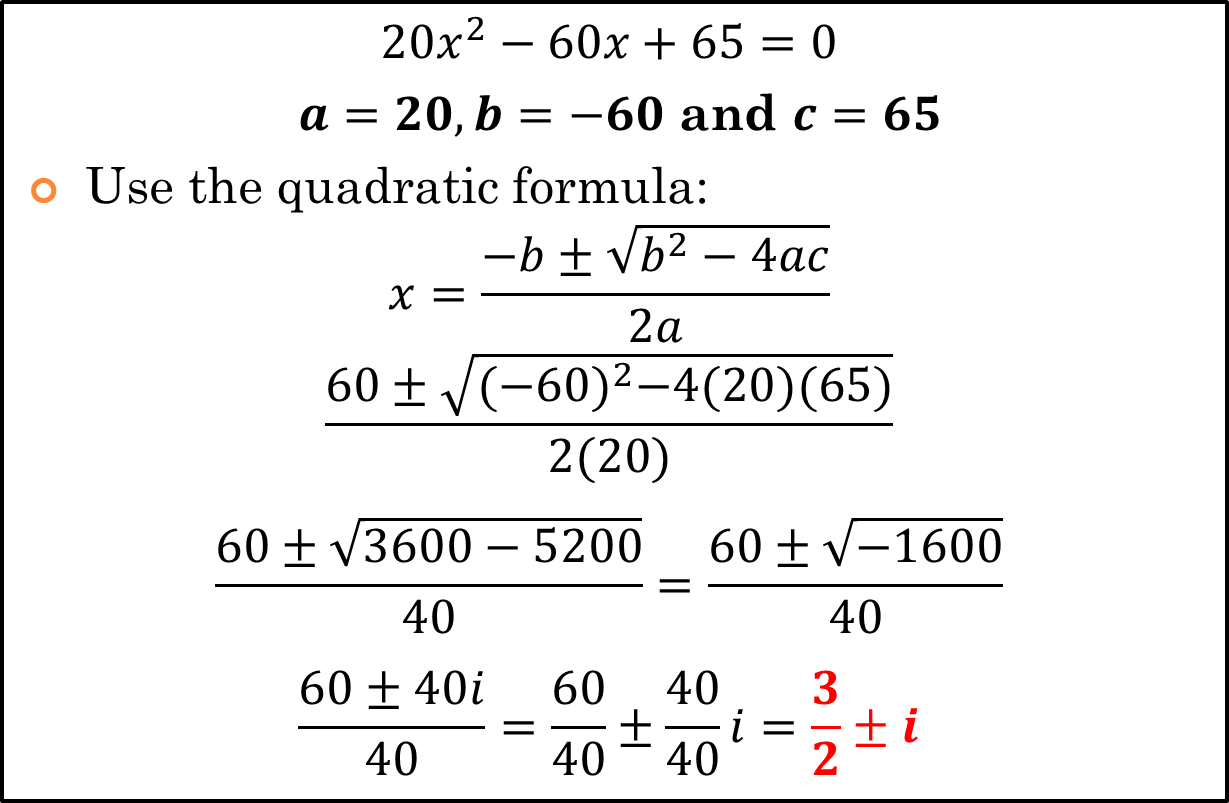 20x² − 60x + 65 = 0
a = 20, b = −60 and c = 65
Use the quadratic formula:
x = (−b ± √(b² − 4ac))/(2a)
(60 ± √((−60)²−4(20)(65)))/(2(20))
(60 ± √(3600 − 5200))/40 = (60 ± √(−1600))/40
(60 ± 40i)/40 = 60/40 ± 40/40 i = 3/2 ± i